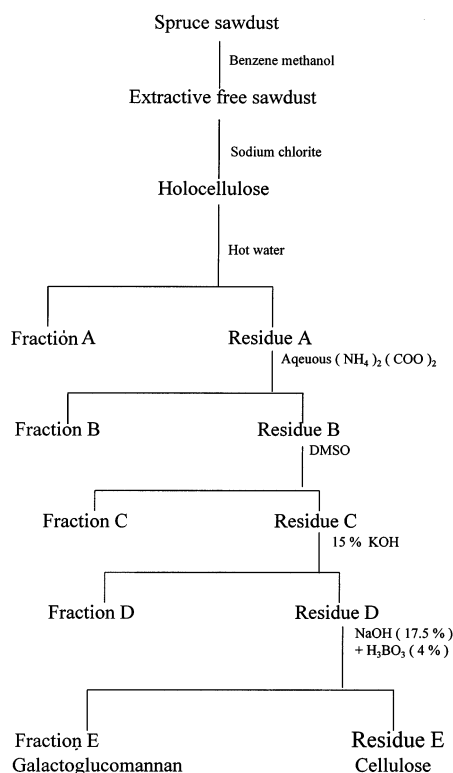 Spruce sawdust
Benzene methanol
Extractive free sawdust
Sodium chlorite
Holocellulose
Hot water
Fraction A
Residue A
Aqeuous ( NH₄ )₂ ( COO )₂
Fraction B
Residue B
DMSO
Fraction C
Residue C
15 % KOH
Fraction D
Residue D
NaOH ( 17.5 % )
+ H₃BO₃ ( 4 % )
Fraction E
Residue E
Galactoglucomannan
Cellulose